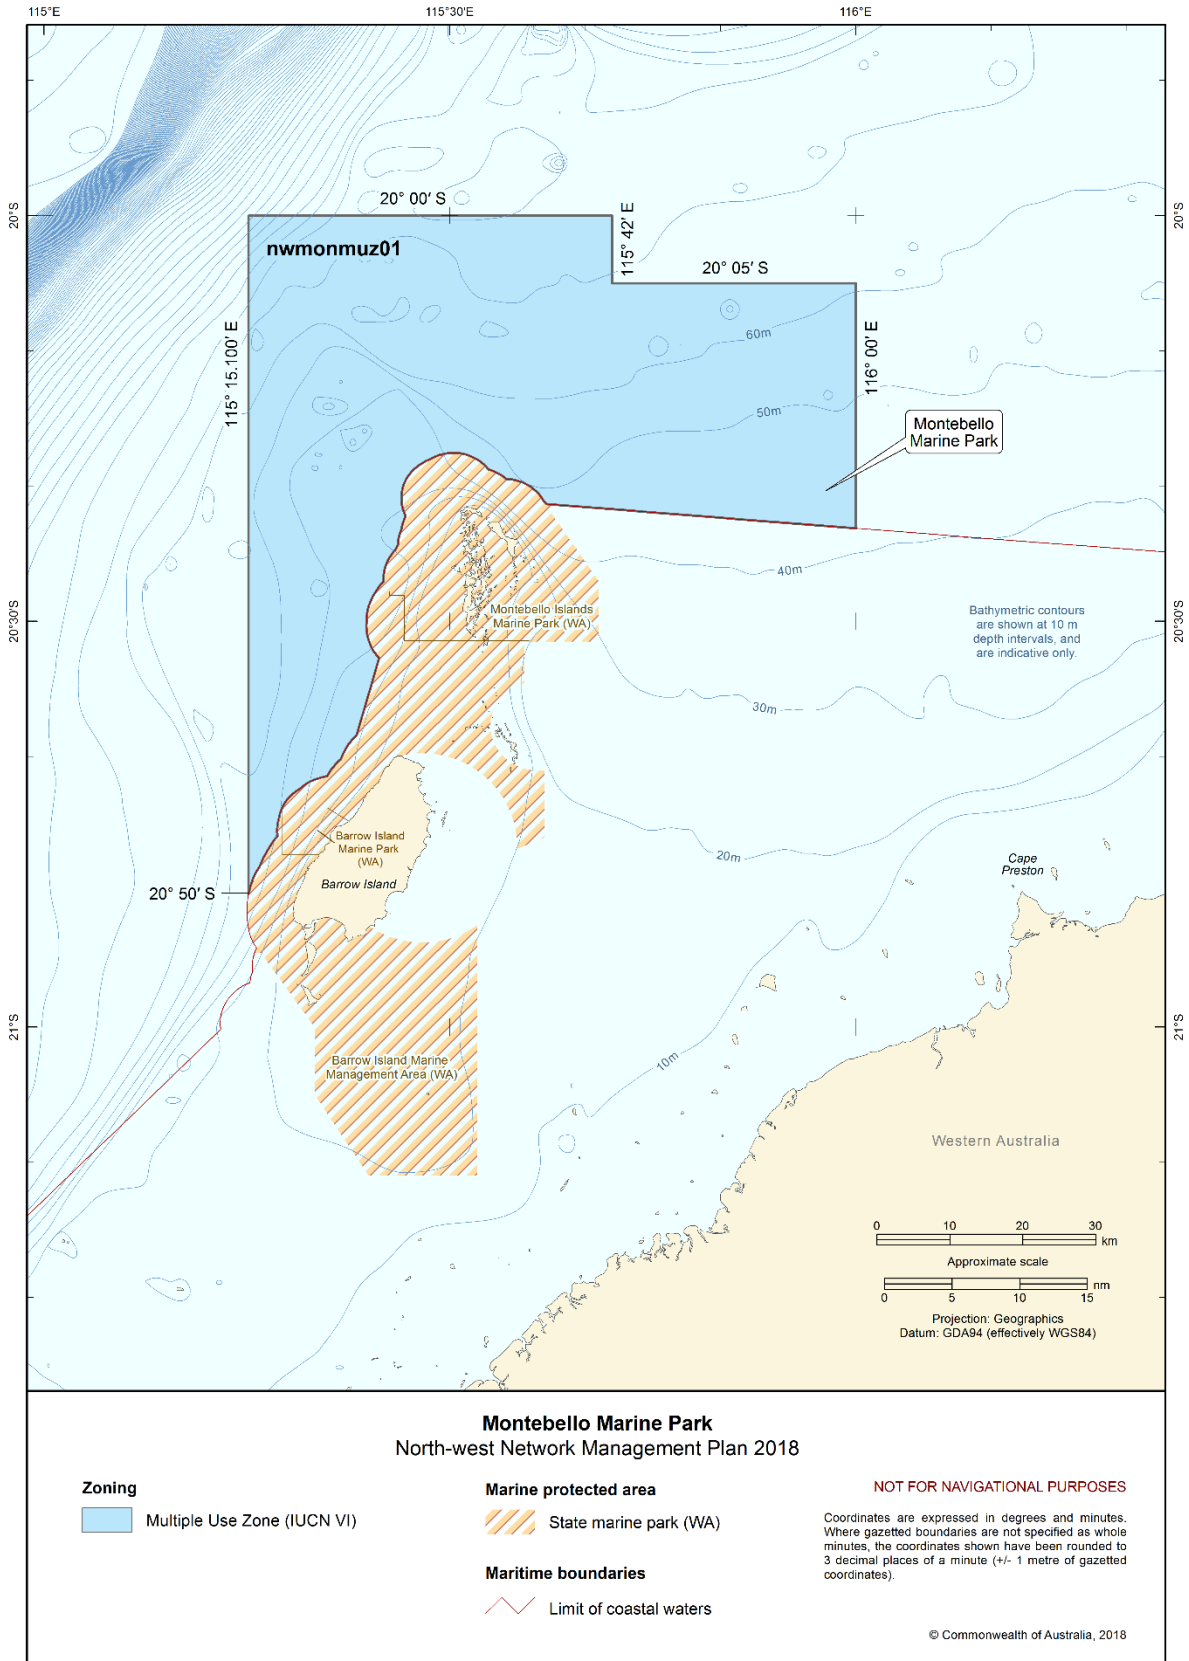 115°E
115°30'E
116°E
20° 00' S
115° 42' E
20°S
20°S
nwmonmuz01
20° 05' S
115° 15.100' E
60m
116° 00' E
50m
Montebello
Marine Park
40m
Montebello Islands
Marine Park (WA)
20°30'S
20°30'S
Bathymetric contours
are shown at 10 m
depth intervals, and
are indicative only.
30m
Barrow Island
Marine Park
(WA)
Barrow Island
20m
Cape
Preston
20° 50' S
21°S
21°S
10m
Barrow Island Marine
Management Area (WA)
Western Australia
0 10 20 30
km
Approximate scale
nm
0 5 10 15
Projection: Geographics
Datum: GDA94 (effectively WGS84)
Montebello Marine Park
North-west Network Management Plan 2018
Zoning
Multiple Use Zone (IUCN VI)
Marine protected area
State marine park (WA)
Maritime boundaries
Limit of coastal waters
NOT FOR NAVIGATIONAL PURPOSES
Coordinates are expressed in degrees and minutes.
Where gazetted boundaries are not specified as whole
minutes, the coordinates shown have been rounded to
3 decimal places of a minute (+/- 1 metre of gazetted
coordinates).
© Commonwealth of Australia, 2018